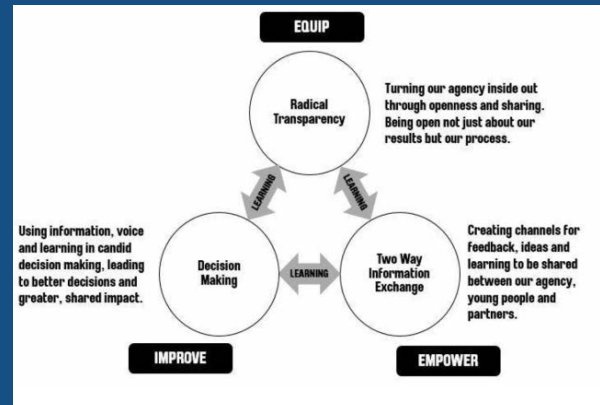 EQUIP
Radical
Transparency
Turning our agency inside out
through openness and sharing.
Being open not just about our
results but our process.
LEARNING
LEARNING
Using information, voice
and learning in candid
decision making, leading
to better decisions and
greater, shared impact.
Decision
Making
LEARNING
Two Way
Information
Exchange
Creating channels for
feedback, ideas and
learning to be shared
between our agency,
young people and
partners.
IMPROVE
EMPOWER